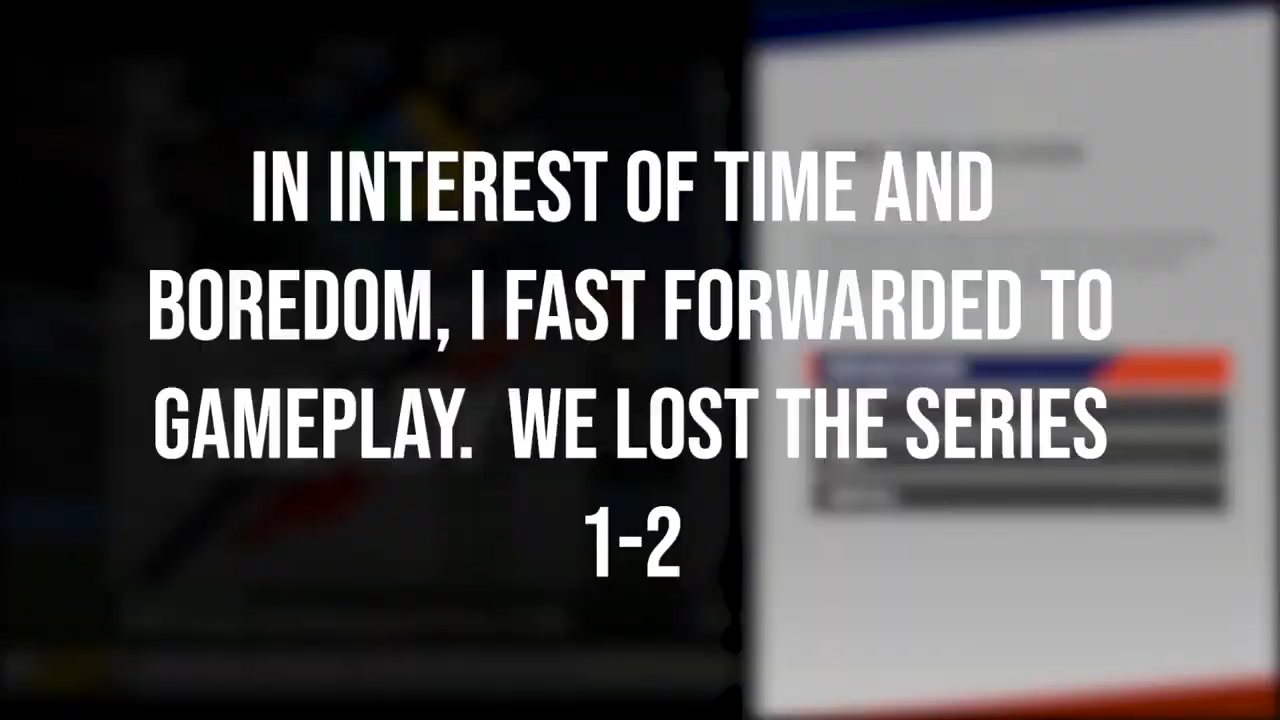 IN INTEREST OF TIME AND
BOREDOM, I FAST FORWARDED TO
GAMEPLAY.  WE LOST THE SERIES
1-2